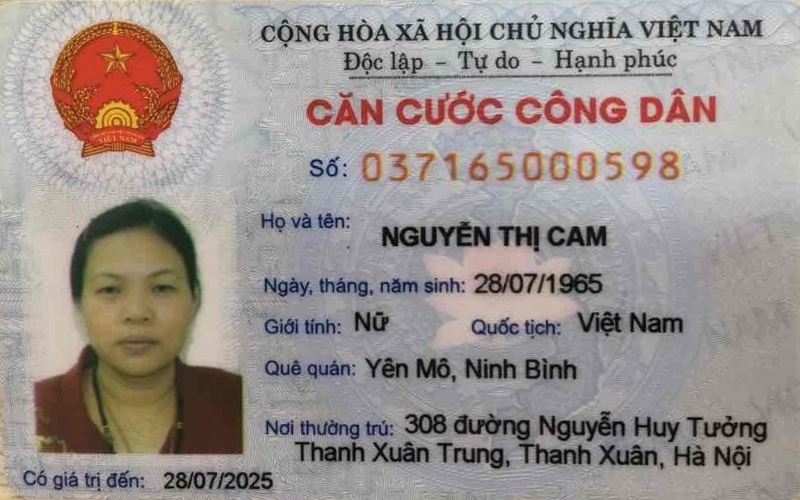 CỘNG HÒA XÃ HỘI CHỦ NGHĨA VIỆT NAM
Độc lập – Tự do – Hạnh phúc
CĂN CƯỚC CÔNG DÂN
Số: 037165000598
Họ và tên: NGUYỄN THỊ CAM
Ngày, tháng, năm sinh: 28/07/1965
Giới tính: Nữ Quốc tịch: Việt Nam
Quê quán: Yên Mô, Ninh Bình
Nơi thường trú: 308 đường Nguyễn Huy Tưởng
Thanh Xuân Trung, Thanh Xuân, Hà Nội
Có giá trị đến: 28/07/2025